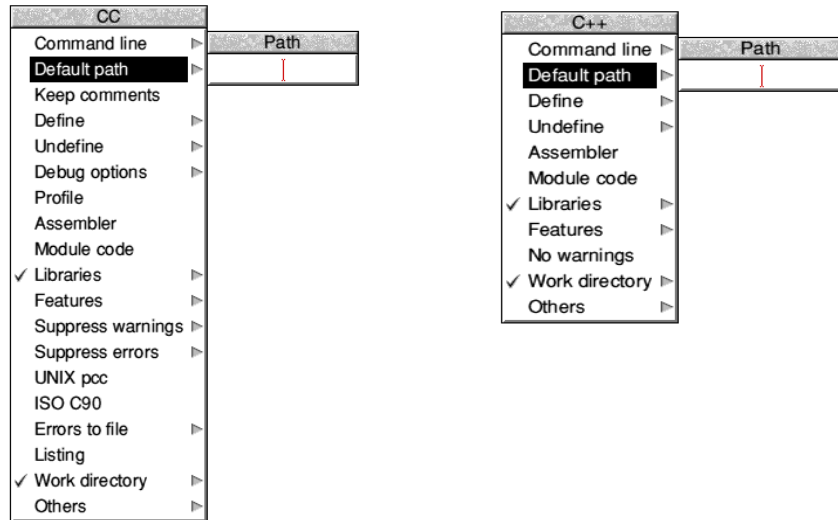 CC
Command line
Path
Default path
Keep comments
Define
Undefine
Debug options
Profile
Assembler
Module code
✓ Libraries
Features
Suppress warnings
Suppress errors
UNIX pcc
ISO C90
Errors to file
Listing
✓ Work directory
Others
C++
Command line
Path
Default path
Define
Undefine
Assembler
Module code
✓ Libraries
Features
No warnings
✓ Work directory
Others